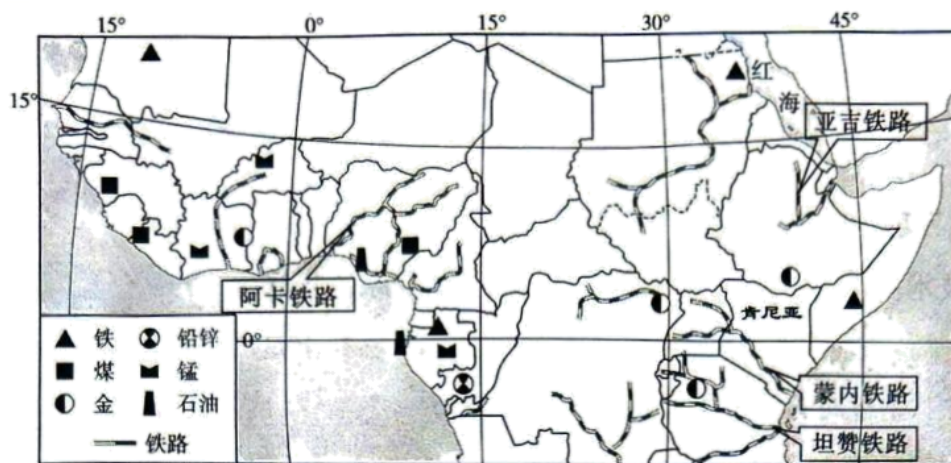 15° 0° 15° 30° 45°
15°
红
海
亚吉铁路
阿卡铁路
肯尼亚
0°
蒙内铁路
坦赞铁路
铁 铅锌
煤 锰
金 石油
铁路